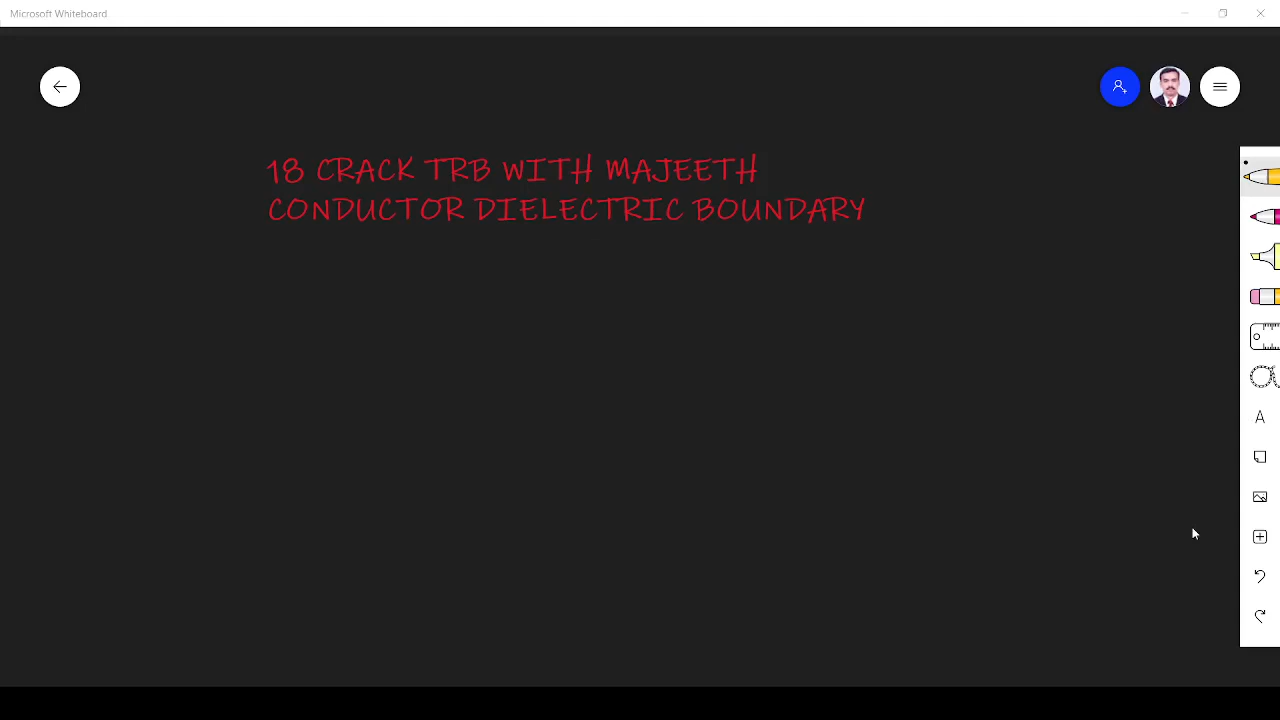 Microsoft Whiteboard
18 CRACK TRB WITH MAJEETH
CONDUCTOR DIELECTRIC BOUNDARY